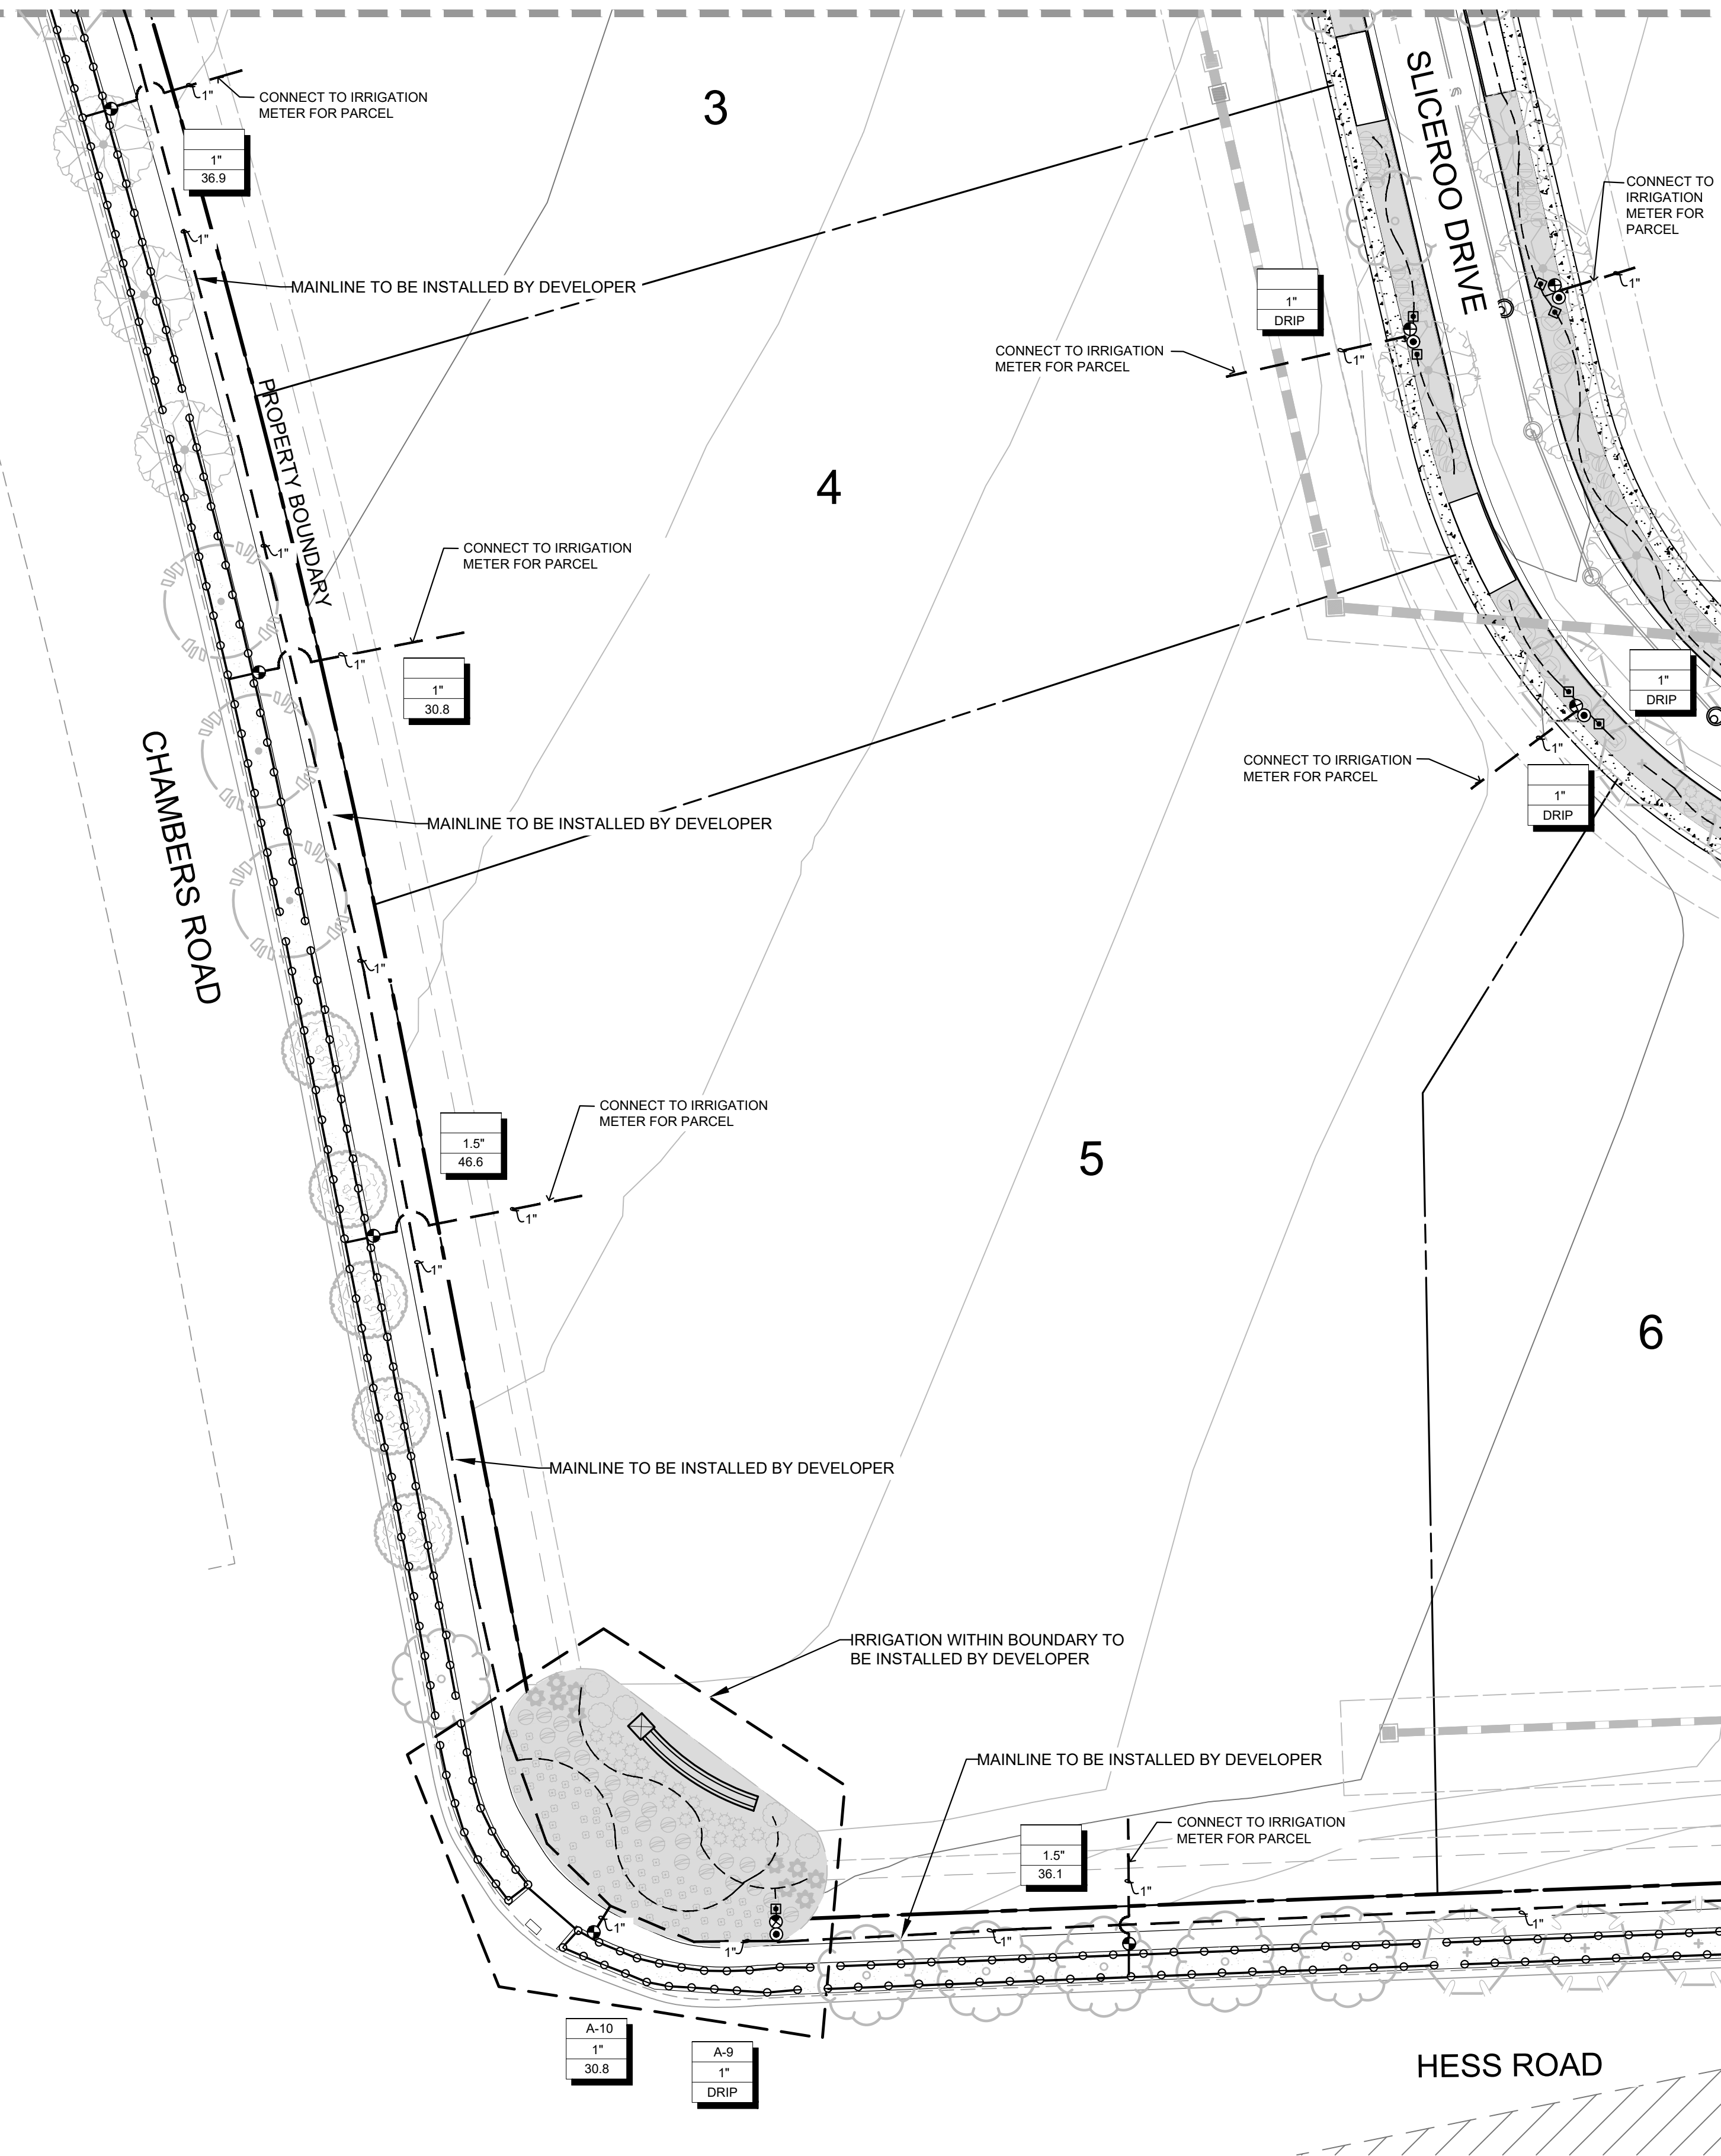 3
SLICEROO DRIVE
1"
CONNECT TO IRRIGATION
METER FOR PARCEL
1"
36.9
CONNECT TO
IRRIGATION
METER FOR
PARCEL
1"
1"
MAINLINE TO BE INSTALLED BY DEVELOPER
1"
DRIP
CONNECT TO IRRIGATION
METER FOR PARCEL
1"
PROPERTY BOUNDARY
4
1"
CONNECT TO IRRIGATION
METER FOR PARCEL
1"
1"
30.8
1"
DRIP
CHAMBERS ROAD
1"
CONNECT TO IRRIGATION
METER FOR PARCEL
1"
DRIP
MAINLINE TO BE INSTALLED BY DEVELOPER
1"
CONNECT TO IRRIGATION
METER FOR PARCEL
1.5"
46.6
5
1"
1"
6
MAINLINE TO BE INSTALLED BY DEVELOPER
IRRIGATION WITHIN BOUNDARY TO
BE INSTALLED BY DEVELOPER
MAINLINE TO BE INSTALLED BY DEVELOPER
CONNECT TO IRRIGATION
METER FOR PARCEL
1.5"
36.1
1"
1"
1"
1"
1"
A-10
1"
30.8
A-9
1"
DRIP
HESS ROAD